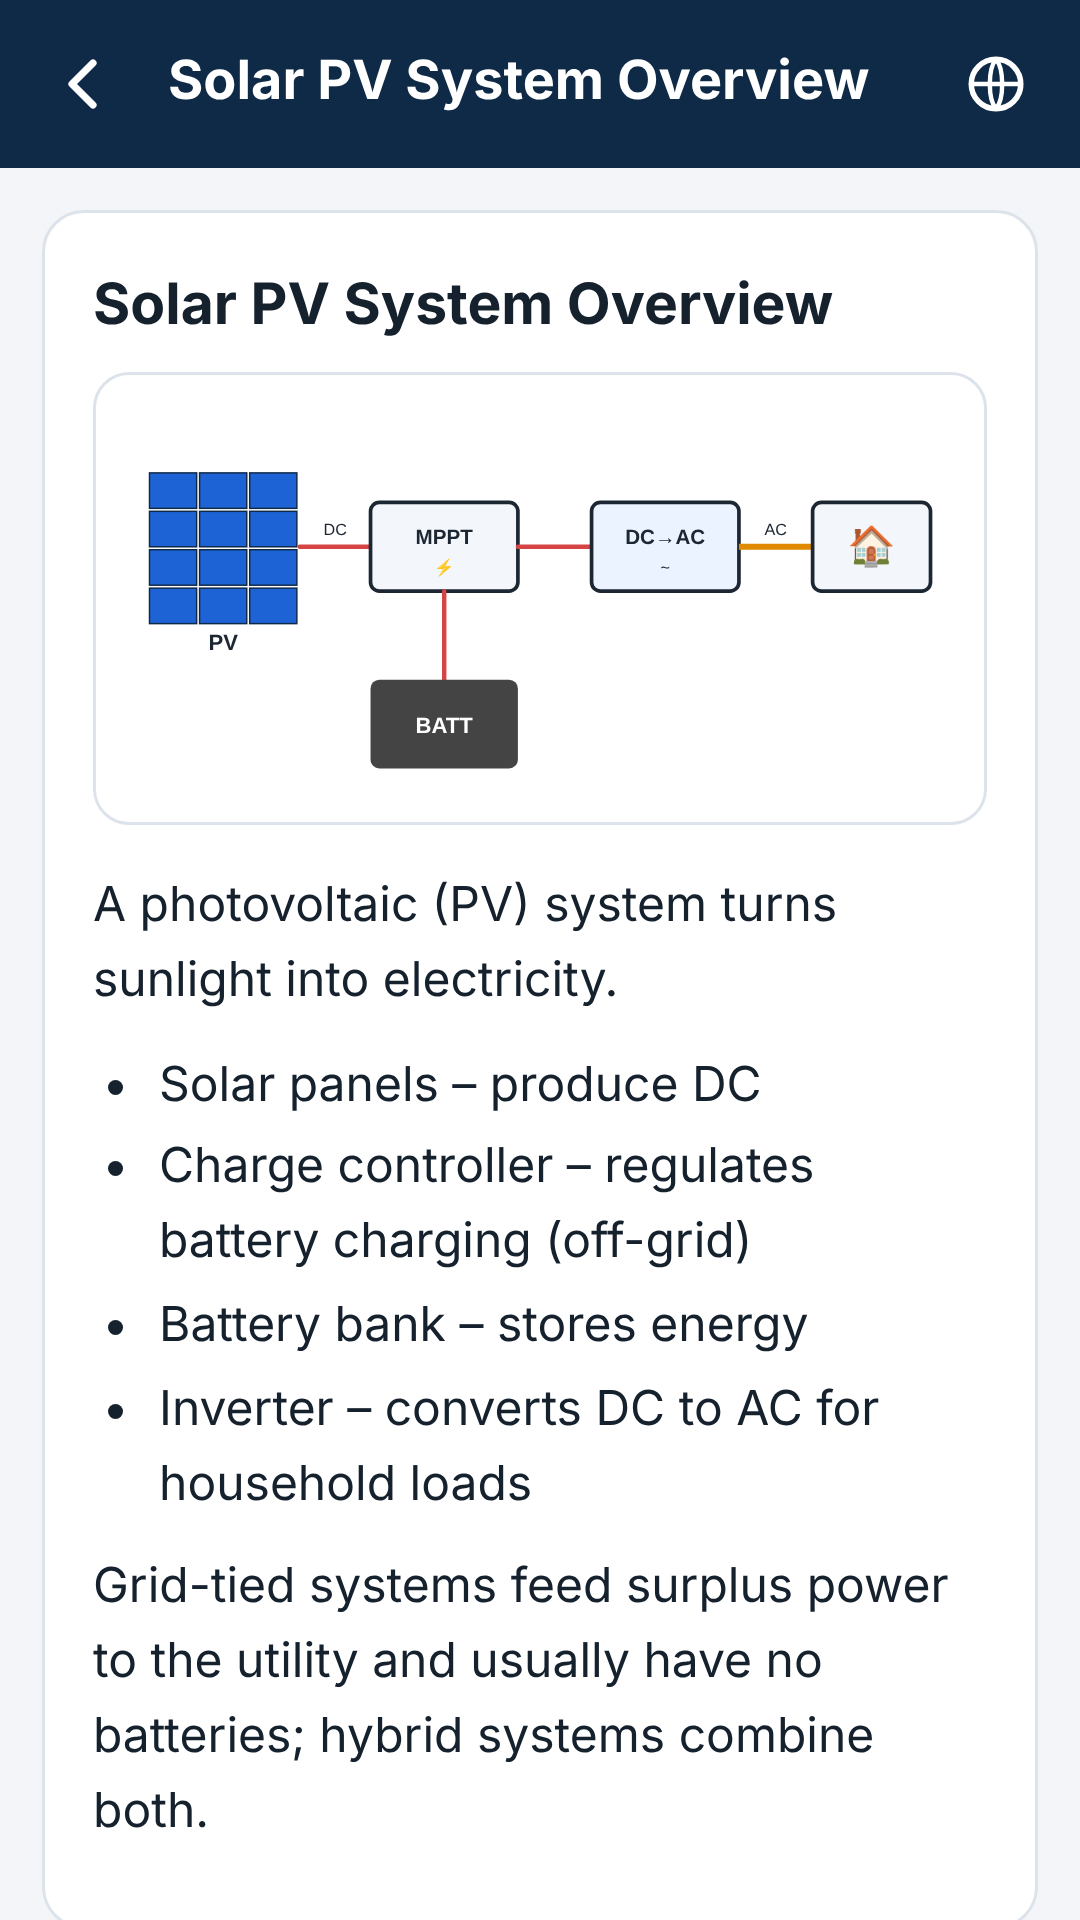 Solar PV System Overview
Solar PV System Overview
DC
MPPT
⚡
DC→AC
~
AC
PV
BATT
A photovoltaic (PV) system turns
sunlight into electricity.
• Solar panels – produce DC
• Charge controller – regulates
battery charging (off-grid)
• Battery bank – stores energy
• Inverter – converts DC to AC for
household loads
Grid-tied systems feed surplus power
to the utility and usually have no
batteries; hybrid systems combine
both.